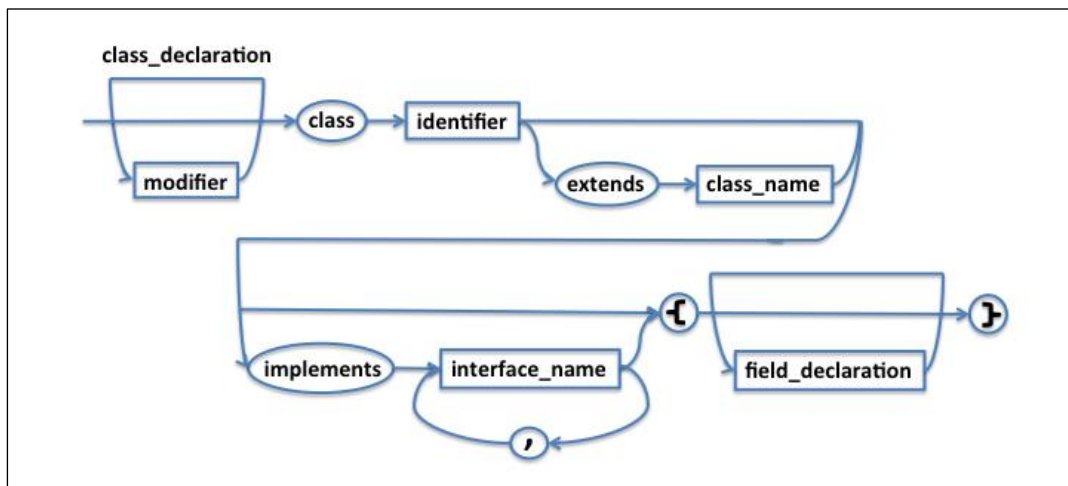 class_declaration
class identifier
modifier extends class_name
{ }
implements interface_name field_declaration
,